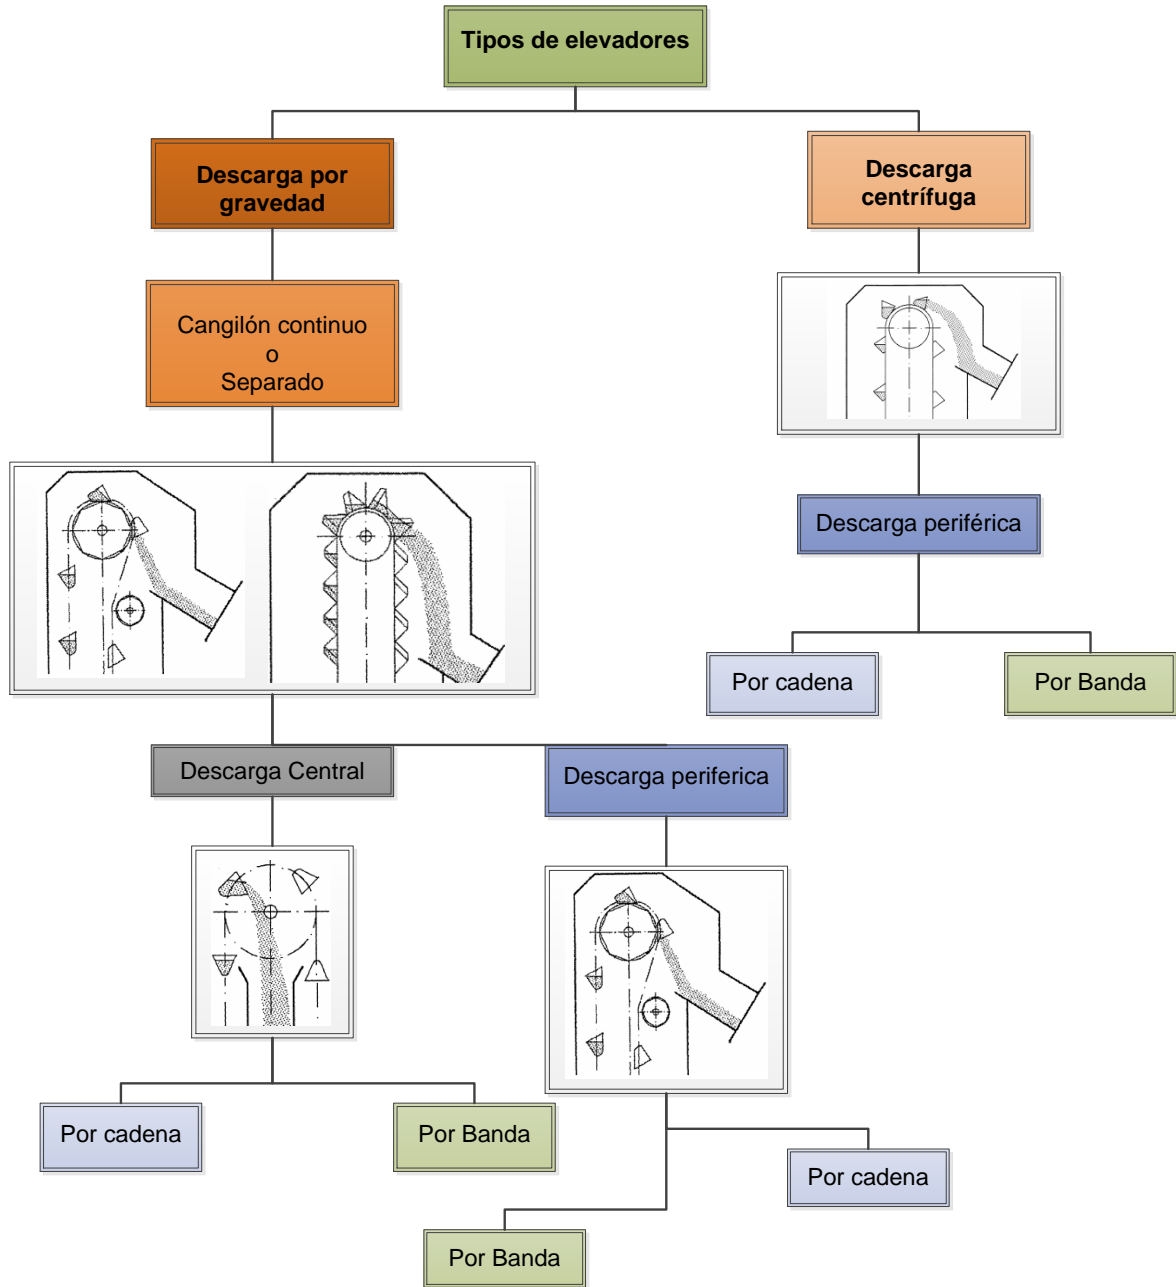 Tipos de elevadores
Descarga por
gravedad
Descarga
centrífuga
Cangilón continuo
o
Separado
Descarga periférica
Por cadena
Por Banda
Descarga Central
Descarga periferica
Por cadena
Por Banda
Por cadena
Por Banda